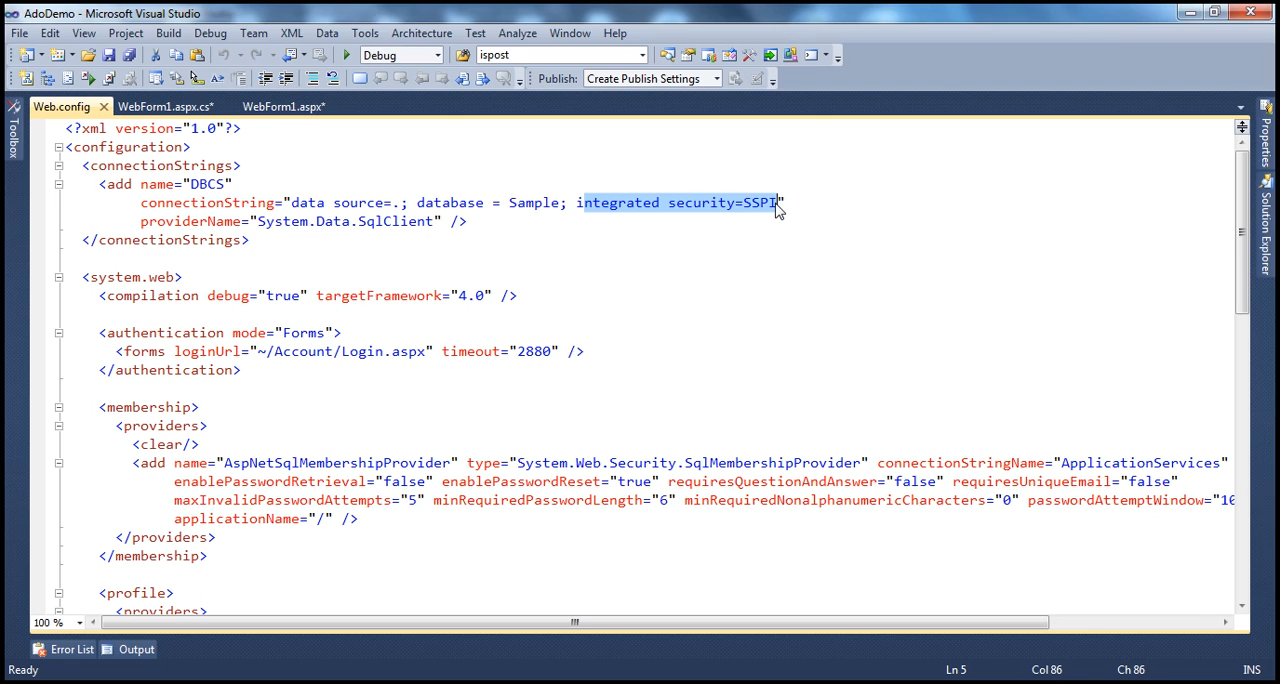 AdoDemo - Microsoft Visual Studio
File Edit View Project Build Debug Team XML Data Tools Architecture Test Analyze Window Help
Debug ispost
Publish: Create Publish Settings
Web.config WebForm1.aspx.cs* WebForm1.aspx*
Toolbox
Properties
Solution Explorer
<?xml version="1.0"?>
<configuration>
<connectionStrings>
<add name="DBCS"
connectionString="data source=.; database = Sample; integrated security=SSPI"
providerName="System.Data.SqlClient" />
</connectionStrings>
<system.web>
<compilation debug="true" targetFramework="4.0" />
<authentication mode="Forms">
<forms loginUrl="~/Account/Login.aspx" timeout="2880" />
</authentication>
<membership>
<providers>
<clear/>
<add name="AspNetSqlMembershipProvider" type="System.Web.Security.SqlMembershipProvider" connectionStringName="ApplicationServices"
enablePasswordRetrieval="false" enablePasswordReset="true" requiresQuestionAndAnswer="false" requiresUniqueEmail="false"
maxInvalidPasswordAttempts="5" minRequiredPasswordLength="6" minRequiredNonalphanumericCharacters="0" passwordAttemptWindow="10
applicationName="/" />
</providers>
</membership>
<profile>
<providers>
100 %
Error List Output
Ready Ln 5 Col 86 Ch 86 INS